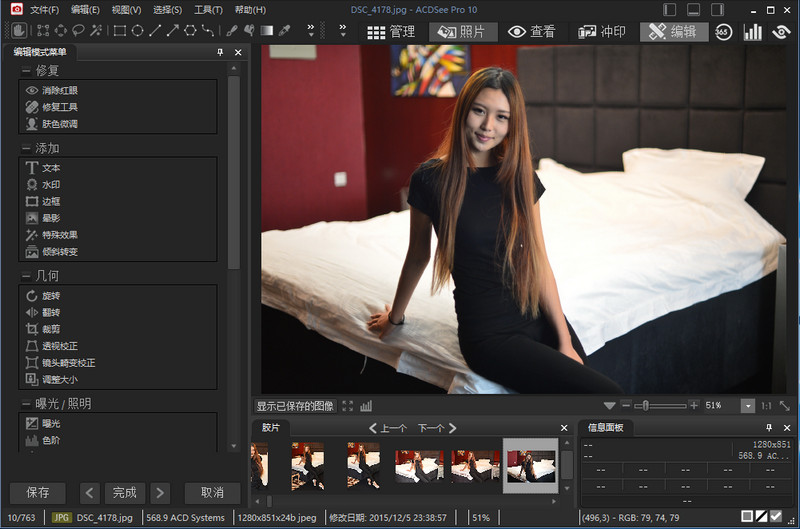 文件(F) 编辑(E) 视图(V) 选择(S) 工具(T) 帮助(H) DSC_4178.jpg - ACDSee Pro 10
管理 照片 查看 冲印 编辑 365
编辑模式菜单
修复
消除红眼
修复工具
肤色微调
添加
文本
水印
边框
晕影
特殊效果
倾斜转变
几何
旋转
翻转
裁剪
透视校正
镜头畸变校正
调整大小
曝光 / 照明
曝光
色阶
保存 完成 取消
显示已保存的图像 51% 1:1
胶片 上一个 下一个
信息面板
-- 1280x851
-- 568.9 AC...
-- -- -- -- --
-- -- -- -- --
--
10/763 JPG DSC_4178.jpg 568.9 ACD Systems 1280x851x24b jpeg 修改日期: 2015/12/5 23:38:57 51% (496,3) - RGB: 79, 74, 79